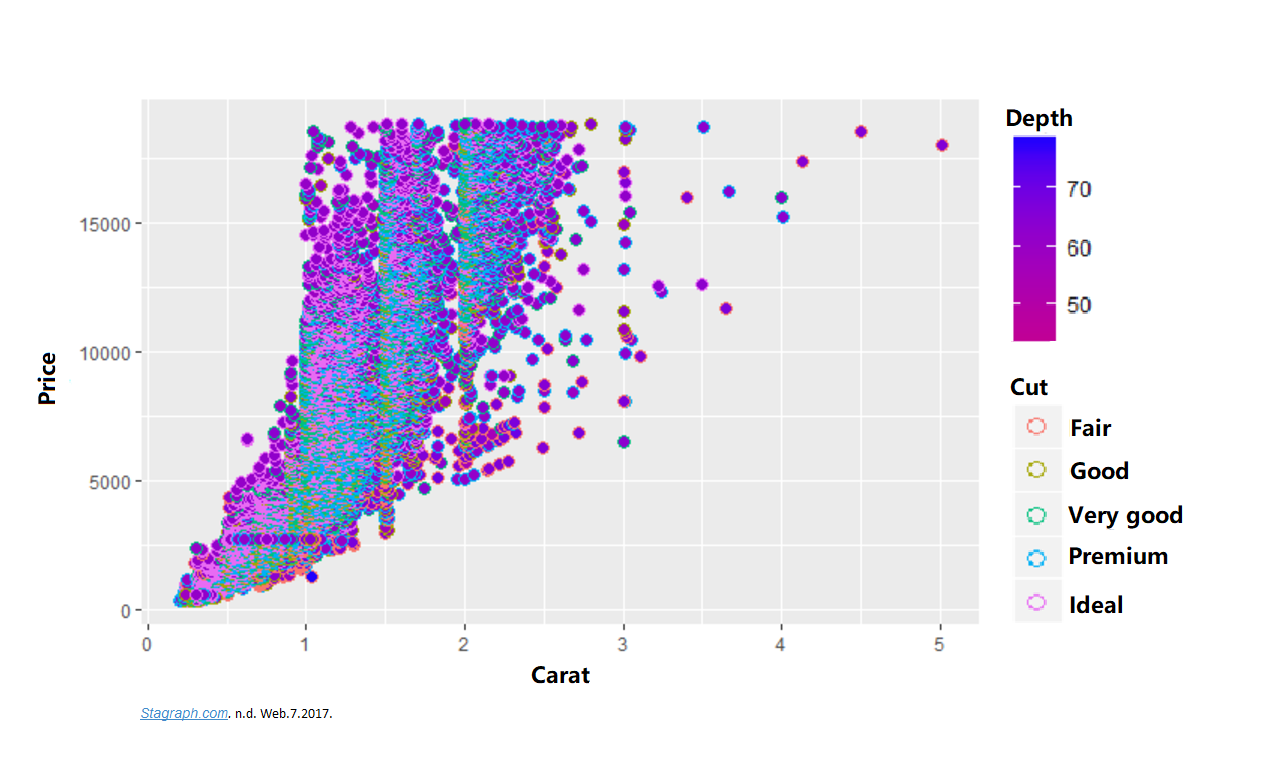 Depth
70
60
50
15000
10000
5000
0
Price
Cut
Fair
Good
Very good
Premium
Ideal
0 1 2 3 4 5
Carat
Stagraph.com. n.d. Web.7.2017.